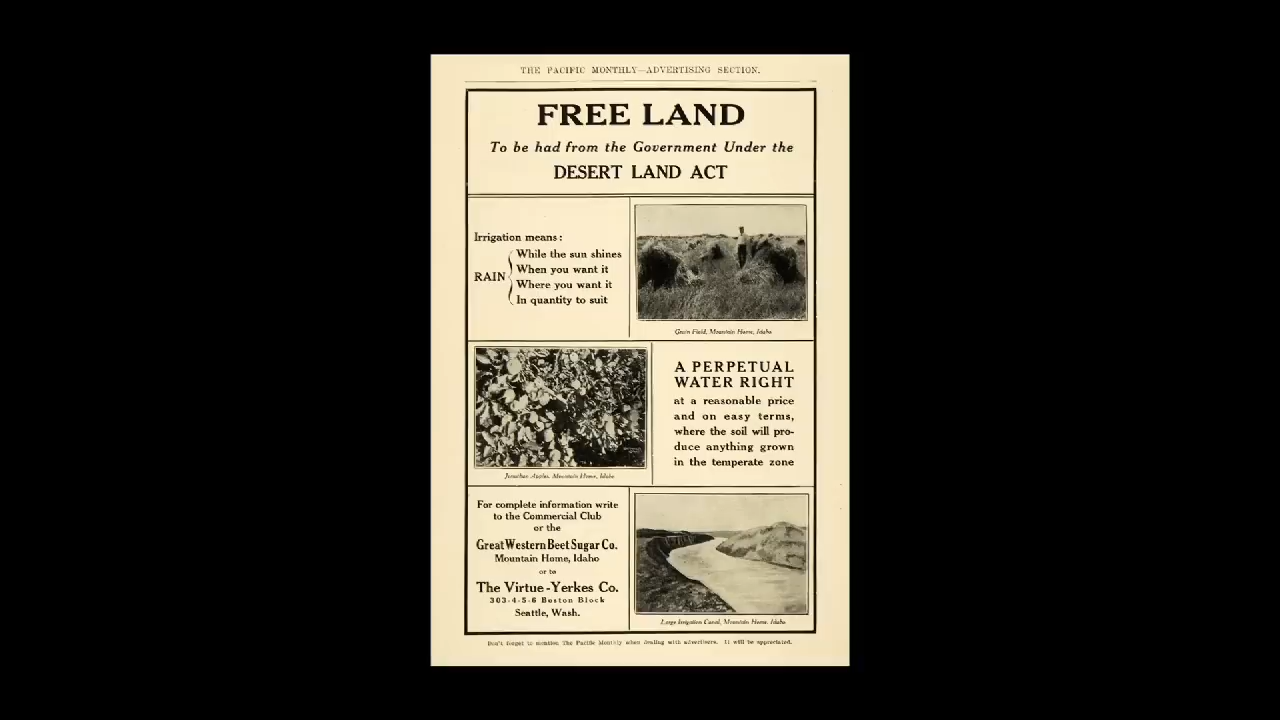 THE PACIFIC MONTHLY—ADVERTISING SECTION.
FREE LAND
To be had from the Government Under the
DESERT LAND ACT
Irrigation means:
RAIN
While the sun shines
When you want it
Where you want it
In quantity to suit
Grain Field, Mountain Home, Idaho
Jonathan Apples, Mountain Home, Idaho
A PERPETUAL
WATER RIGHT
at a reasonable price
and on easy terms,
where the soil will pro-
duce anything grown
in the temperate zone
For complete information write
to the Commercial Club
or the
Great Western Beet Sugar Co.
Mountain Home, Idaho
or to
The Virtue-Yerkes Co.
303-4-5-6 Boston Block
Seattle, Wash.
Large Irrigation Canal, Mountain Home, Idaho
Don't forget to mention The Pacific Monthly when dealing with advertisers. It will be appreciated.